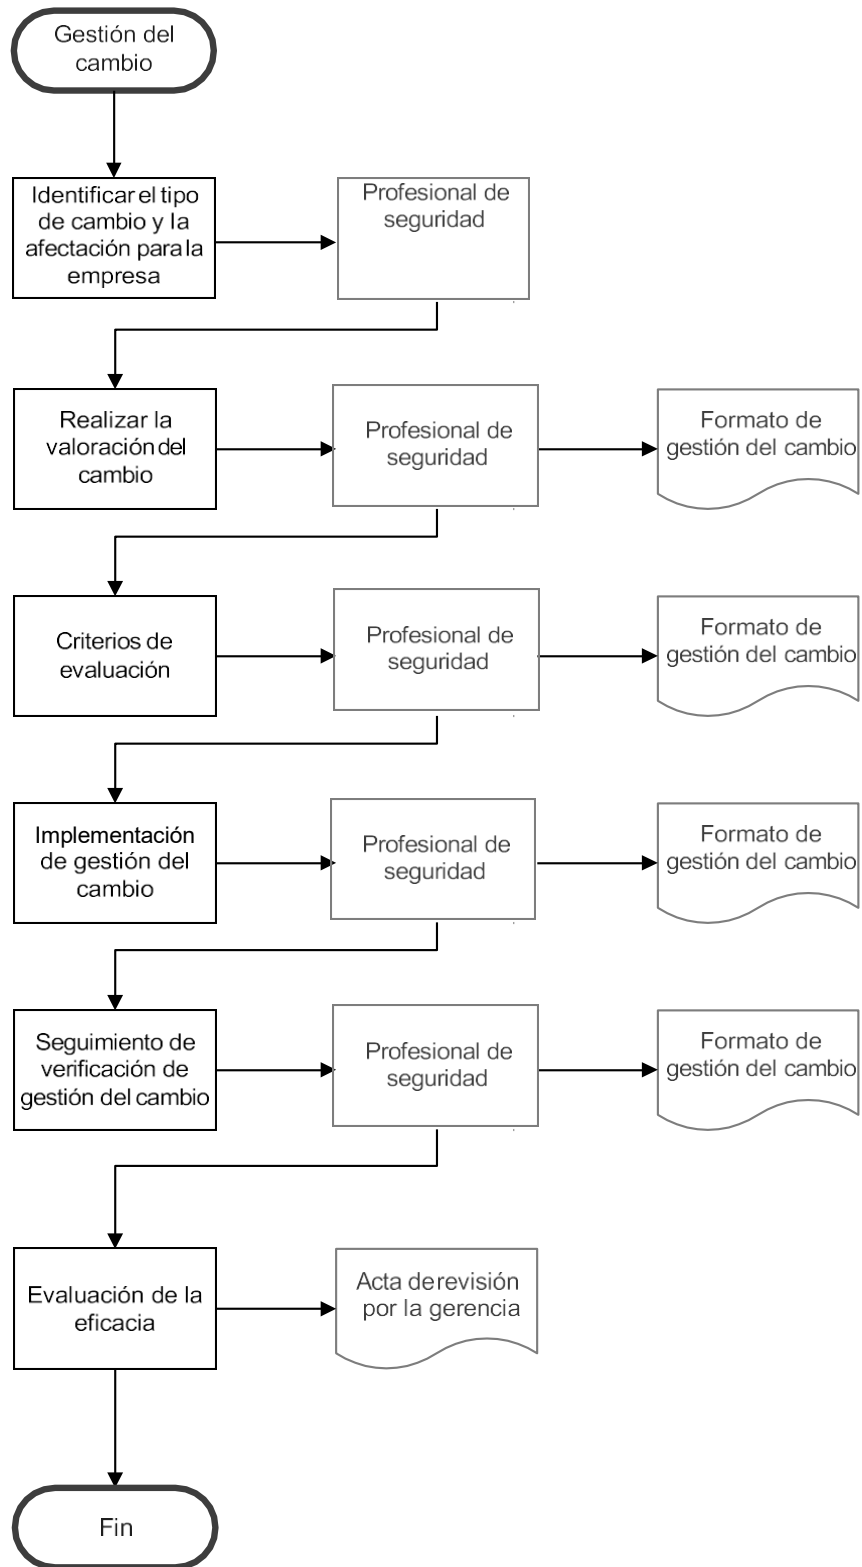 Gestión del
cambio
Identificar el tipo
de cambio y la
afectación para la
empresa
Profesional de
seguridad
Realizar la
valoración del
cambio
Profesional de
seguridad
Formato de
gestión del cambio
Criterios de
evaluación
Profesional de
seguridad
Formato de
gestión del cambio
Implementación
de gestión del
cambio
Profesional de
seguridad
Formato de
gestión del cambio
Seguimiento de
verificación de
gestión del cambio
Profesional de
seguridad
Formato de
gestión del cambio
Evaluación de la
eficacia
Acta de revisión
por la gerencia
Fin